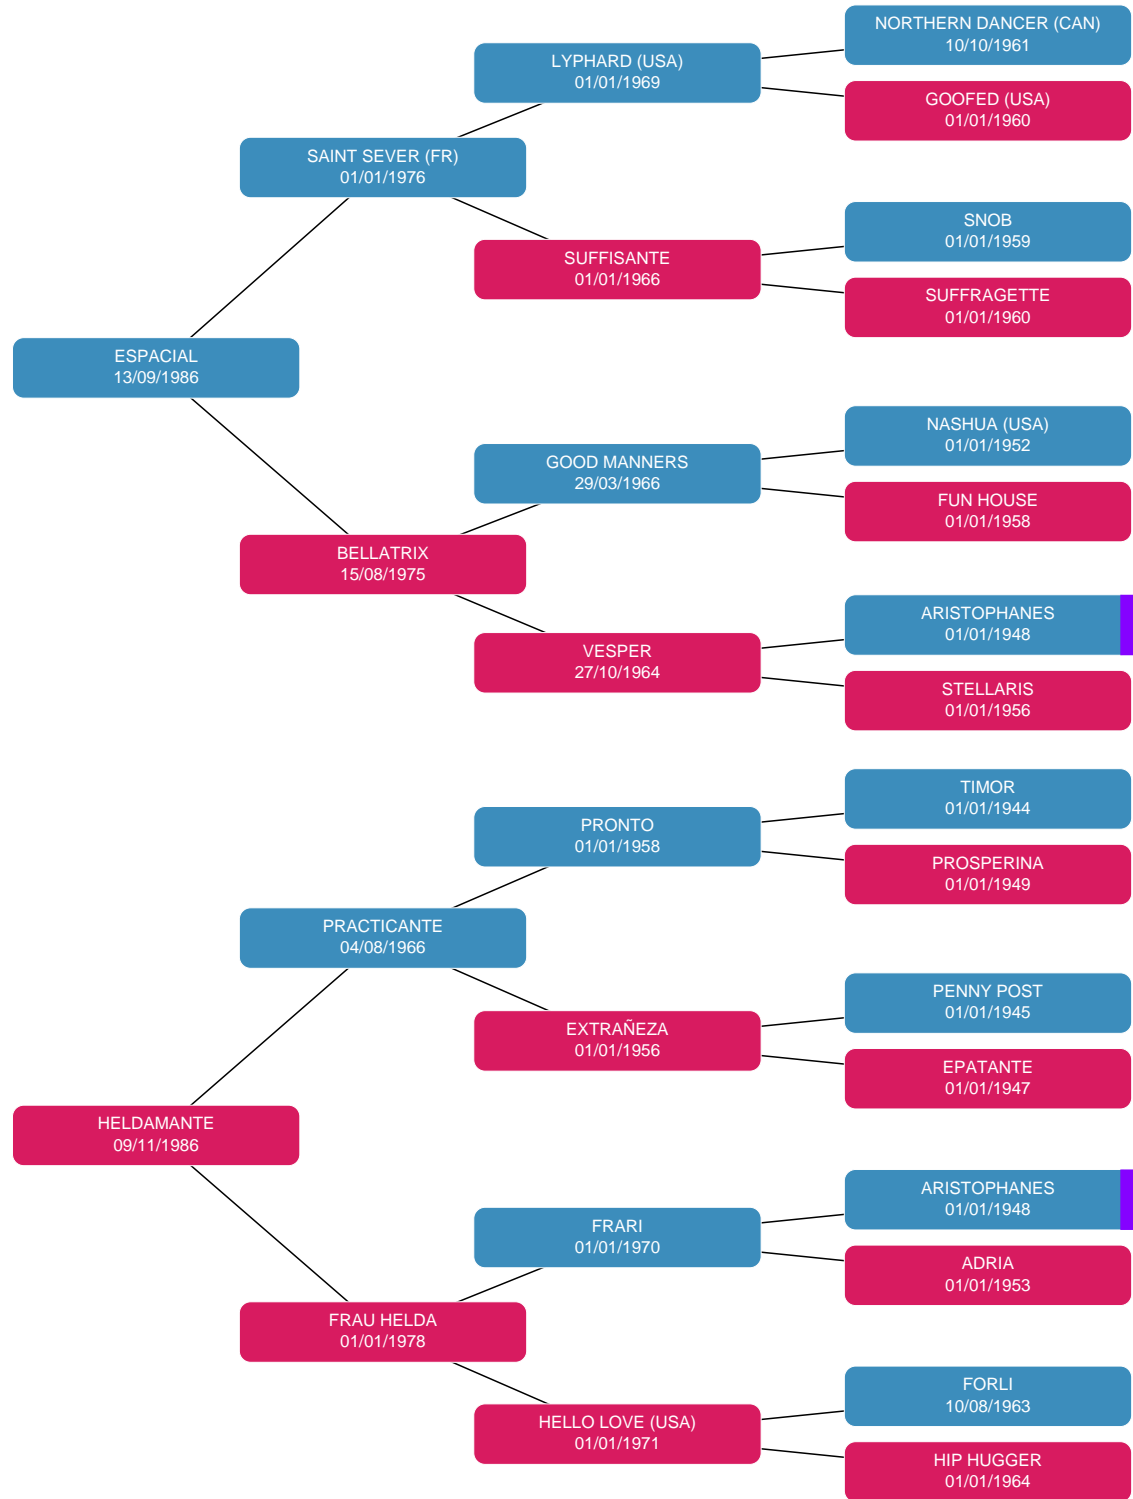 NORTHERN DANCER (CAN)
10/10/1961
LYPHARD (USA)
01/01/1969
GOOFED (USA)
01/01/1960
SAINT SEVER (FR)
01/01/1976
SNOB
01/01/1959
SUFFISANTE
01/01/1966
SUFFRAGETTE
01/01/1960
ESPACIAL
13/09/1986
NASHUA (USA)
01/01/1952
GOOD MANNERS
29/03/1966
FUN HOUSE
01/01/1958
BELLATRIX
15/08/1975
ARISTOPHANES
01/01/1948
VESPER
27/10/1964
STELLARIS
01/01/1956
TIMOR
01/01/1944
PRONTO
01/01/1958
PROSPERINA
01/01/1949
PRACTICANTE
04/08/1966
PENNY POST
01/01/1945
EXTRAÑEZA
01/01/1956
EPATANTE
01/01/1947
HELDAMANTE
09/11/1986
ARISTOPHANES
01/01/1948
FRARI
01/01/1970
ADRIA
01/01/1953
FRAU HELDA
01/01/1978
FORLI
10/08/1963
HELLO LOVE (USA)
01/01/1971
HIP HUGGER
01/01/1964